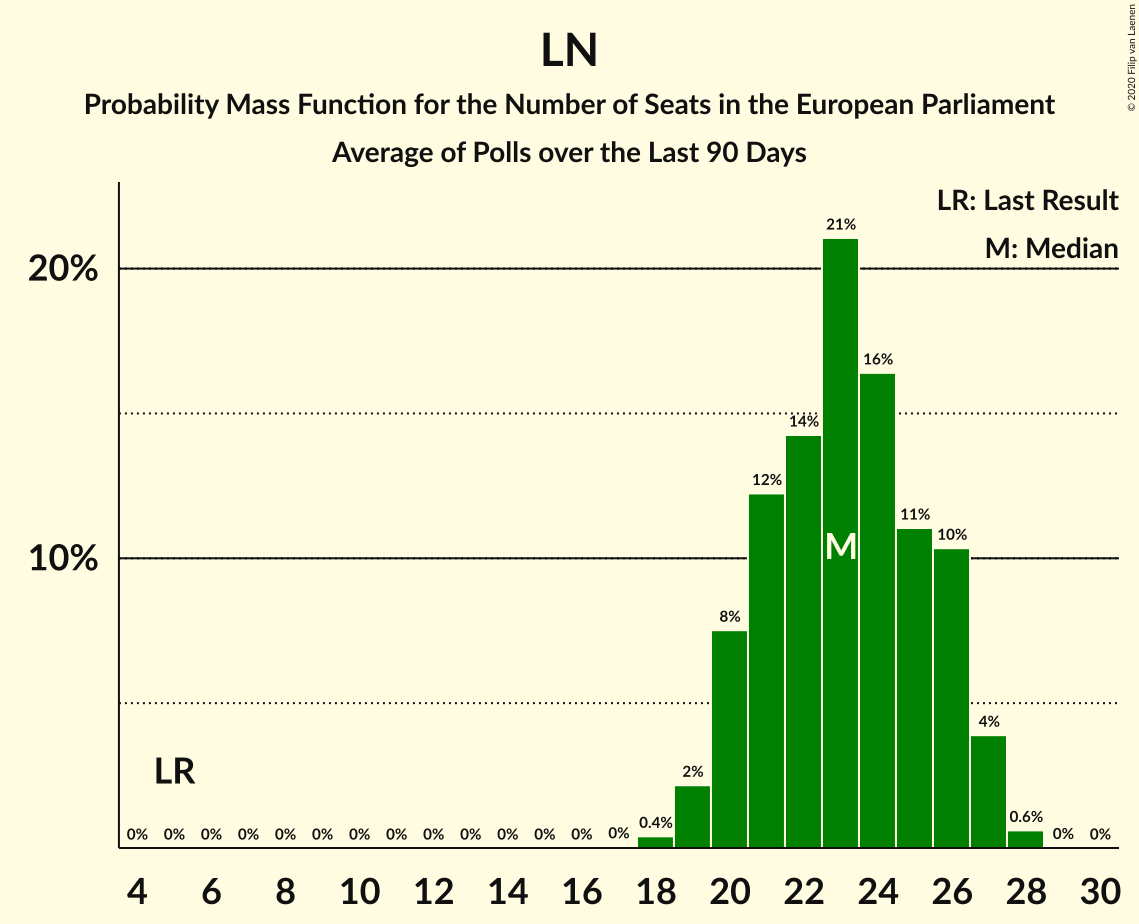 LN
Probability Mass Function for the Number of Seats in the European Parliament
Average of Polls over the Last 90 Days
© 2020 Filip van Laenen
LR: Last Result
M: Median
20%
10%
21%
16%
14%
12%
11%
10%
8%
4%
2%
0.6%
0.4%
M
LR
0% 0% 0% 0% 0% 0% 0% 0% 0% 0% 0% 0% 0% 0% 0% 0%
4 6 8 10 12 14 16 18 20 22 24 26 28 30